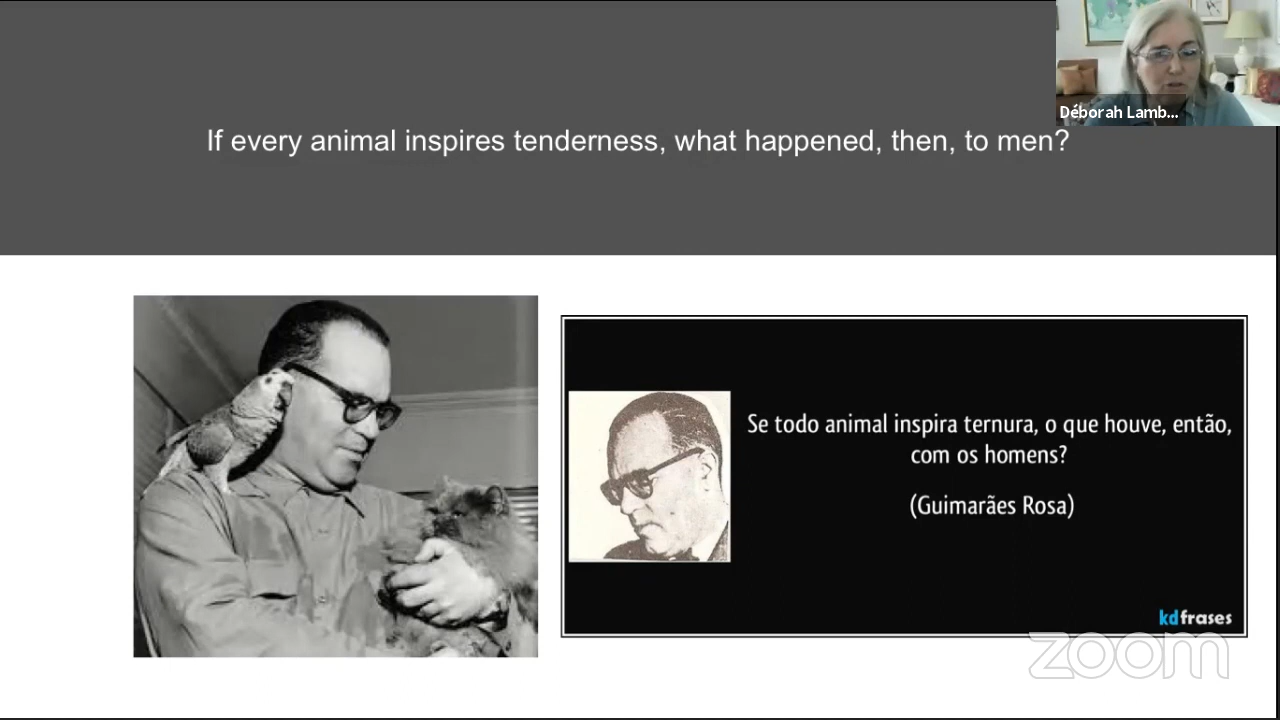 Déborah Lamb...
If every animal inspires tenderness, what happened, then, to men?
Se todo animal inspira ternura, o que houve, então,
com os homens?
(Guimarães Rosa)
kdfrases
zoom